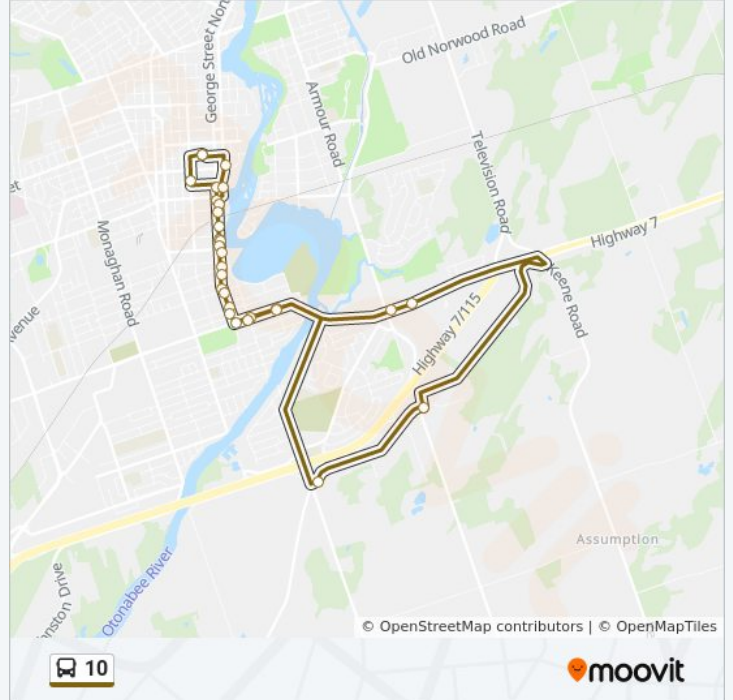 George Street Nor
Old Norwood Road
Armour Road
Television Road
et
Highway 7
Monaghan Road
Keene Road
venue
Highway 7/115
Assumption
nston Drive
Otonabee River
© OpenStreetMap contributors | © OpenMapTiles
10
moovit